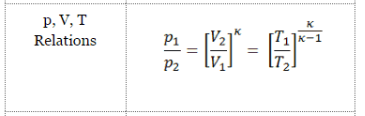 p, V, T
Relations
p₁/p₂ = [V₂/V₁]^κ = [T₁/T₂]^(κ/(κ−1))